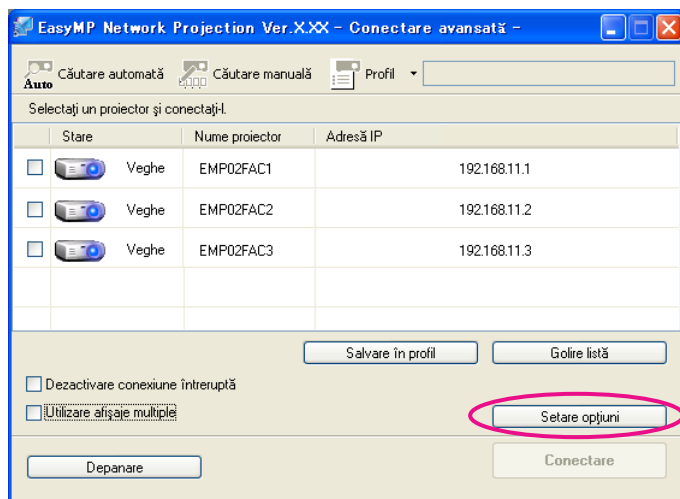 EasyMP Network Projection Ver.X.XX – Conectare avansată –
Auto Căutare automată Căutare manuală Profil
Selectați un proiector și conectați-l.
Stare Nume proiector Adresă IP
Veghe EMP02FAC1 192.168.11.1
Veghe EMP02FAC2 192.168.11.2
Veghe EMP02FAC3 192.168.11.3
Salvare în profil Golire listă
Dezactivare conexiune întreruptă
Utilizare afișaje multiple Setare opțiuni
Depanare Conectare